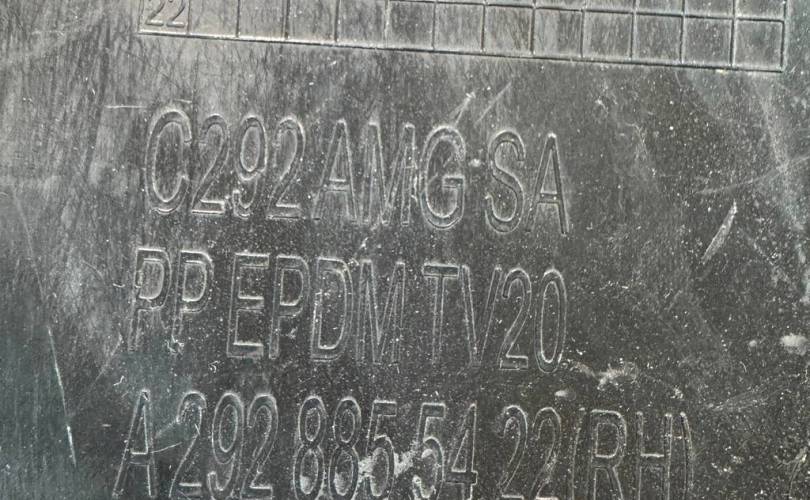 22
C292 AMG SA
PP EPDM TV20
A 292 885 54 22 (RH)